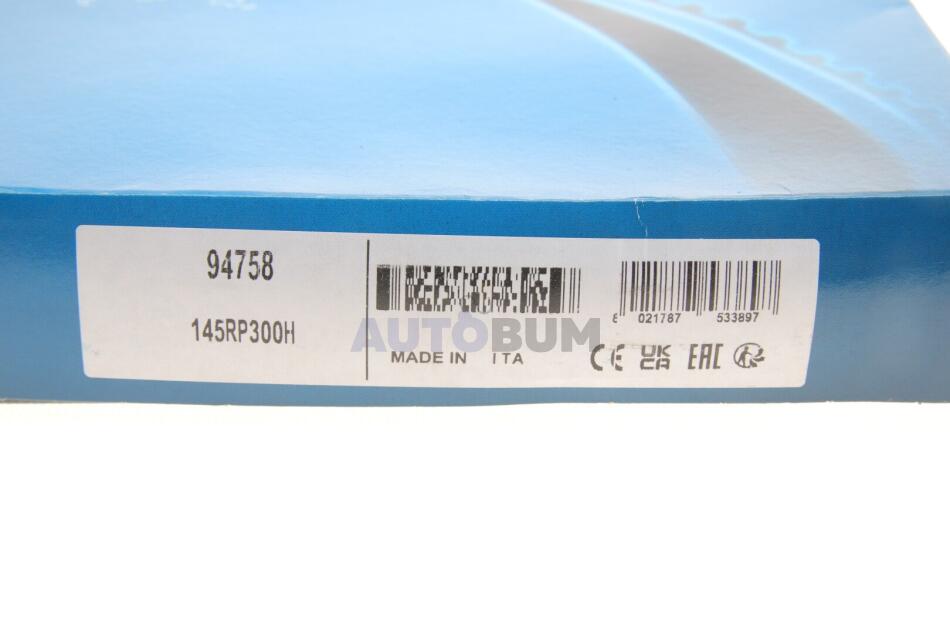 94758
145RP300H
8 021787 533897
AUTOBUM
MADE IN ITA
CE UK CA EAC